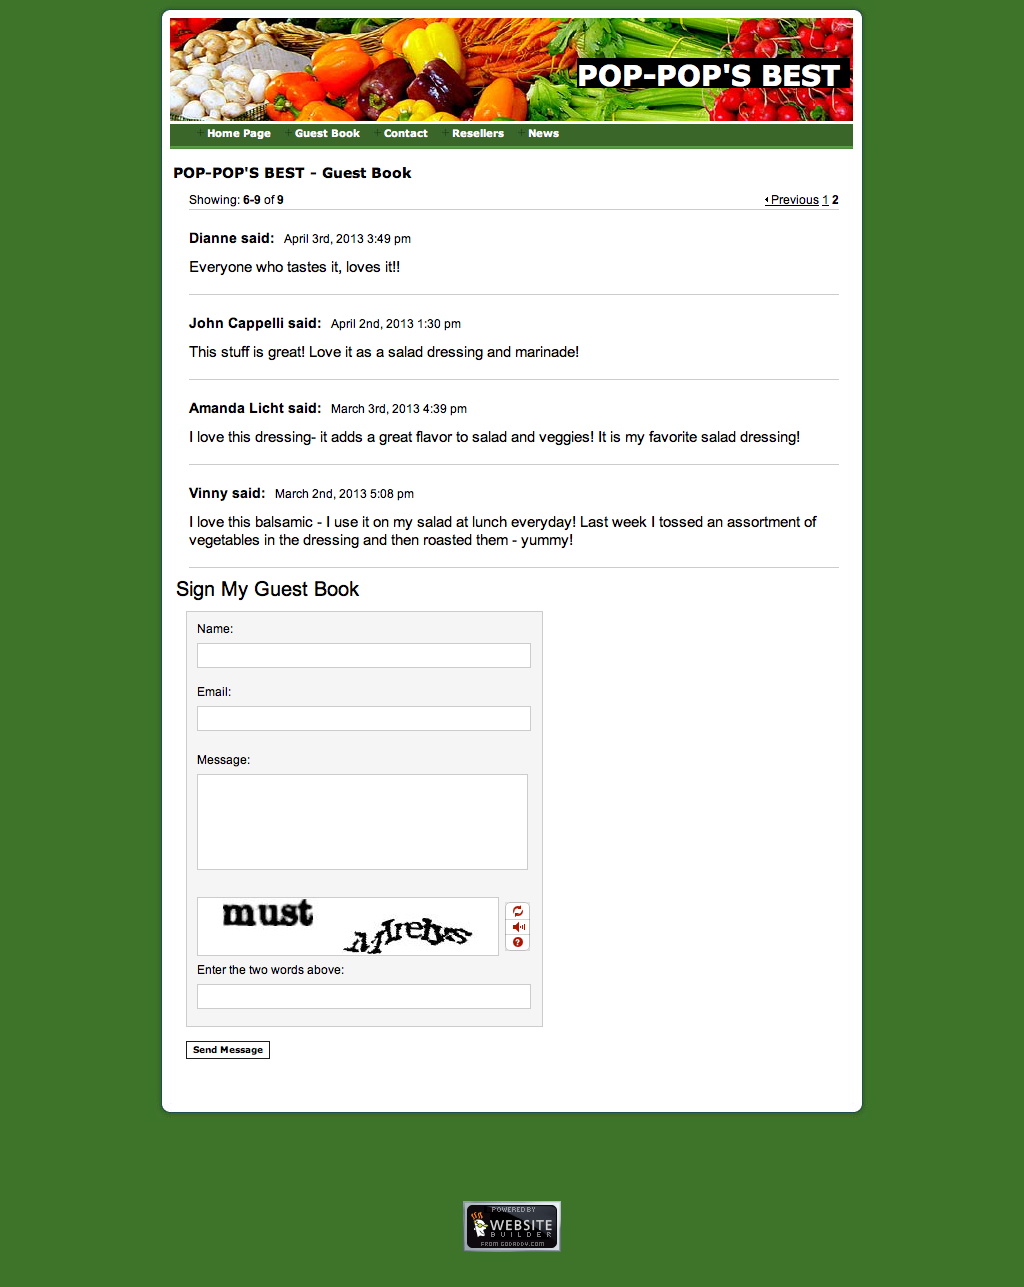 POP-POP'S BEST
Home Page Guest Book Contact Resellers News
POP-POP'S BEST - Guest Book
Showing: 6-9 of 9 Previous 1 2
Dianne said: April 3rd, 2013 3:49 pm
Everyone who tastes it, loves it!!
John Cappelli said: April 2nd, 2013 1:30 pm
This stuff is great! Love it as a salad dressing and marinade!
Amanda Licht said: March 3rd, 2013 4:39 pm
I love this dressing- it adds a great flavor to salad and veggies! It is my favorite salad dressing!
Vinny said: March 2nd, 2013 5:08 pm
I love this balsamic - I use it on my salad at lunch everyday! Last week I tossed an assortment of
vegetables in the dressing and then roasted them - yummy!
Sign My Guest Book
Name:
Email:
Message:
must
Enter the two words above:
Send Message
POWERED BY
WEBSITE
BUILDER
FROM GODADDY.COM